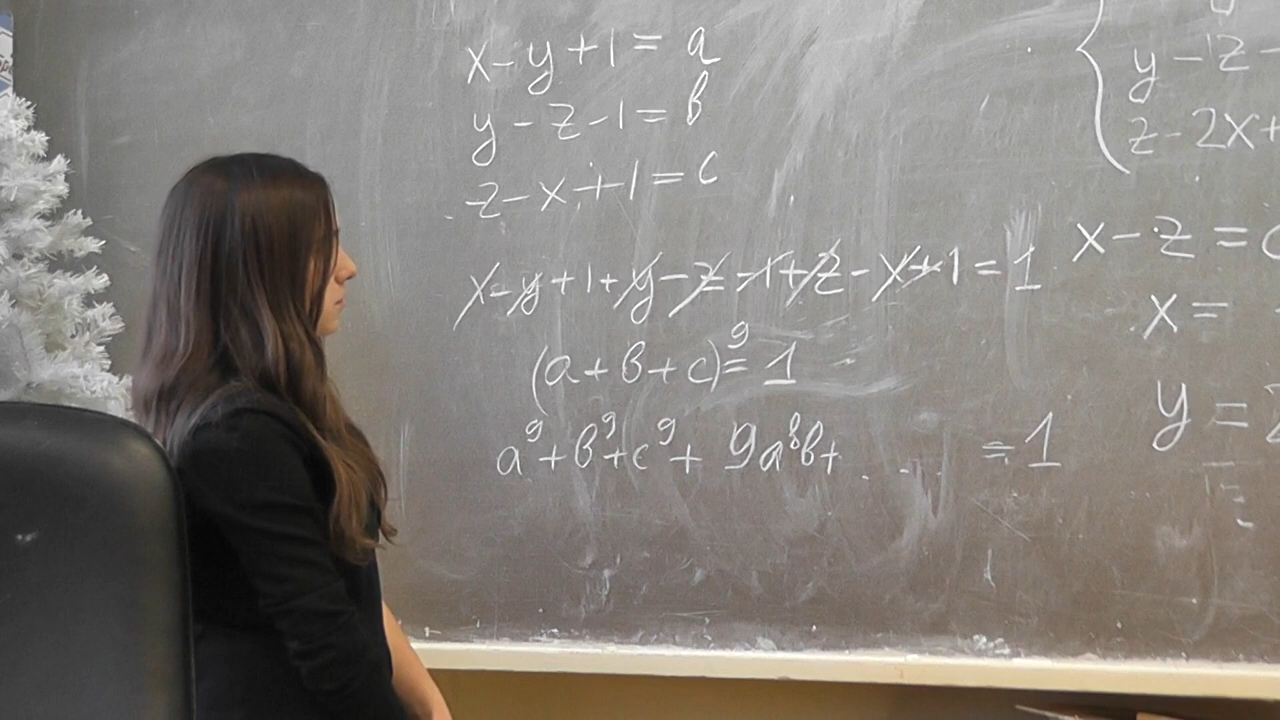 x-y+1= a
y-z-1= b
z-x+1=c
x-y+1+y-z-1+z-x+1=1
(a+b+c)⁹=1
a⁹+b⁹+c⁹+ 9a⁸b+ .... =1
y-z-
z-2x+
x-z=
x=
y=